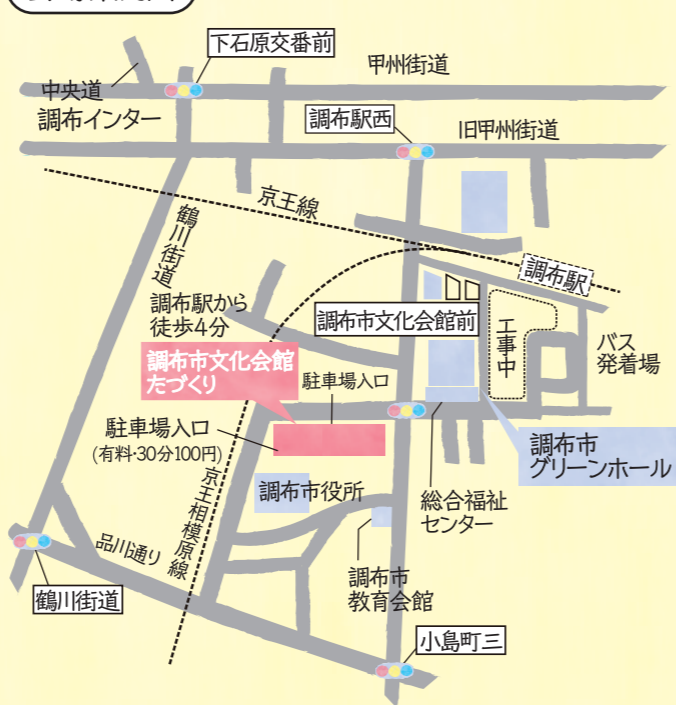 下石原交番前
甲州街道
中央道
調布インター
調布駅西
旧甲州街道
京王線
鶴川街道
調布駅
調布駅から
徒歩4分
調布市文化会館前
工事中
バス
発着場
調布市文化会館
たづくり
駐車場入口
駐車場入口
(有料・30分100円)
調布市
グリーンホール
京王相模原線
調布市役所
総合福祉
センター
品川通り
調布市
教育会館
鶴川街道
小島町三